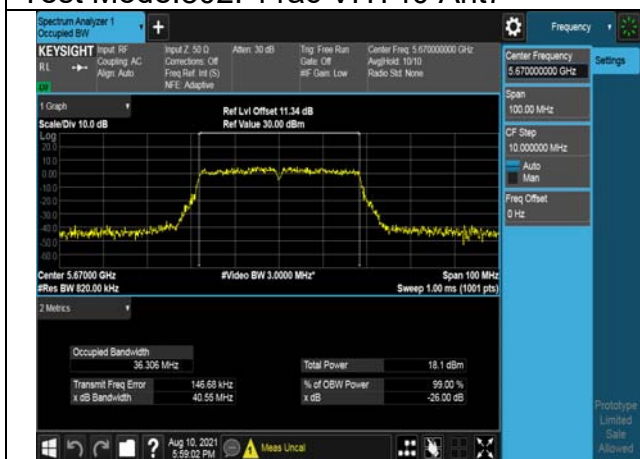 Spectrum Analyzer 1
Occupied BW
Frequency
KEYSIGHT
Input: RF
Coupling: AC
Align: Auto
Input Z: 50 Ω
Corrections: Off
Freq Ref: Int (S)
NFE: Adaptive
Atten: 30 dB
Trig: Free Run
Gate: Off
#IF Gain: Low
Center Freq: 5.670000000 GHz
Avg|Hold: 10/10
Radio Std: None
RL
Center Frequency
5.670000000 GHz
Settings
Span
100.00 MHz
CF Step
10.000000 MHz
Auto
Man
Freq Offset
0 Hz
1 Graph
Scale/Div 10.0 dB
Ref Lvl Offset 11.34 dB
Ref Value 30.00 dBm
Log
20.0
10.0
0.00
-10.0
-20.0
-30.0
-40.0
-50.0
-60.0
Center 5.67000 GHz
#Video BW 3.0000 MHz*
Span 100 MHz
#Res BW 820.00 kHz
Sweep 1.00 ms (1001 pts)
2 Metrics
Occupied Bandwidth
36.306 MHz
Total Power
18.1 dBm
Transmit Freq Error
146.68 kHz
% of OBW Power
99.00 %
x dB Bandwidth
40.55 MHz
x dB
-26.00 dB
Aug 10, 2021
5:59:02 PM
Meas Uncal
Prototype
Limited
Sale
Allowed